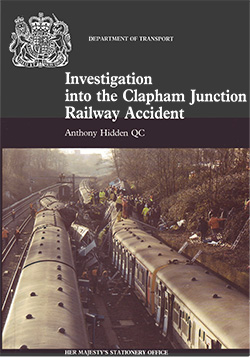 DEPARTMENT OF TRANSPORT
Investigation
into the Clapham Junction
Railway Accident
Anthony Hidden QC
HER MAJESTY'S STATIONERY OFFICE